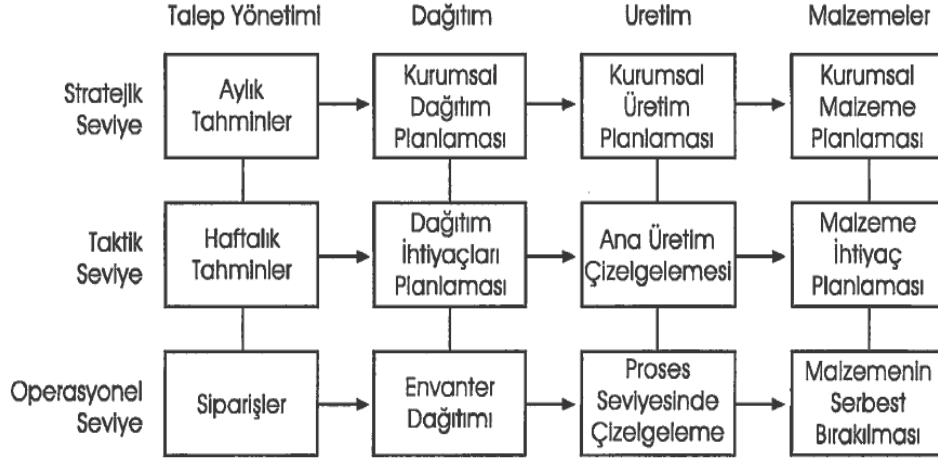 Talep Yönetimi
Dağıtım
Üretim
Malzemeler
Stratejik
Seviye
Aylık
Tahminler
Kurumsal
Dağıtım
Planlaması
Kurumsal
Üretim
Planlaması
Kurumsal
Malzeme
Planlaması
Taktik
Seviye
Haftalık
Tahminler
Dağıtım
İhtiyaçları
Planlaması
Ana Üretim
Çizelgelemesi
Malzeme
İhtiyaç
Planlaması
Operasyonel
Seviye
Siparişler
Envanter
Dağıtımı
Proses
Seviyesinde
Çizelgeleme
Malzemenin
Serbest
Bırakılması